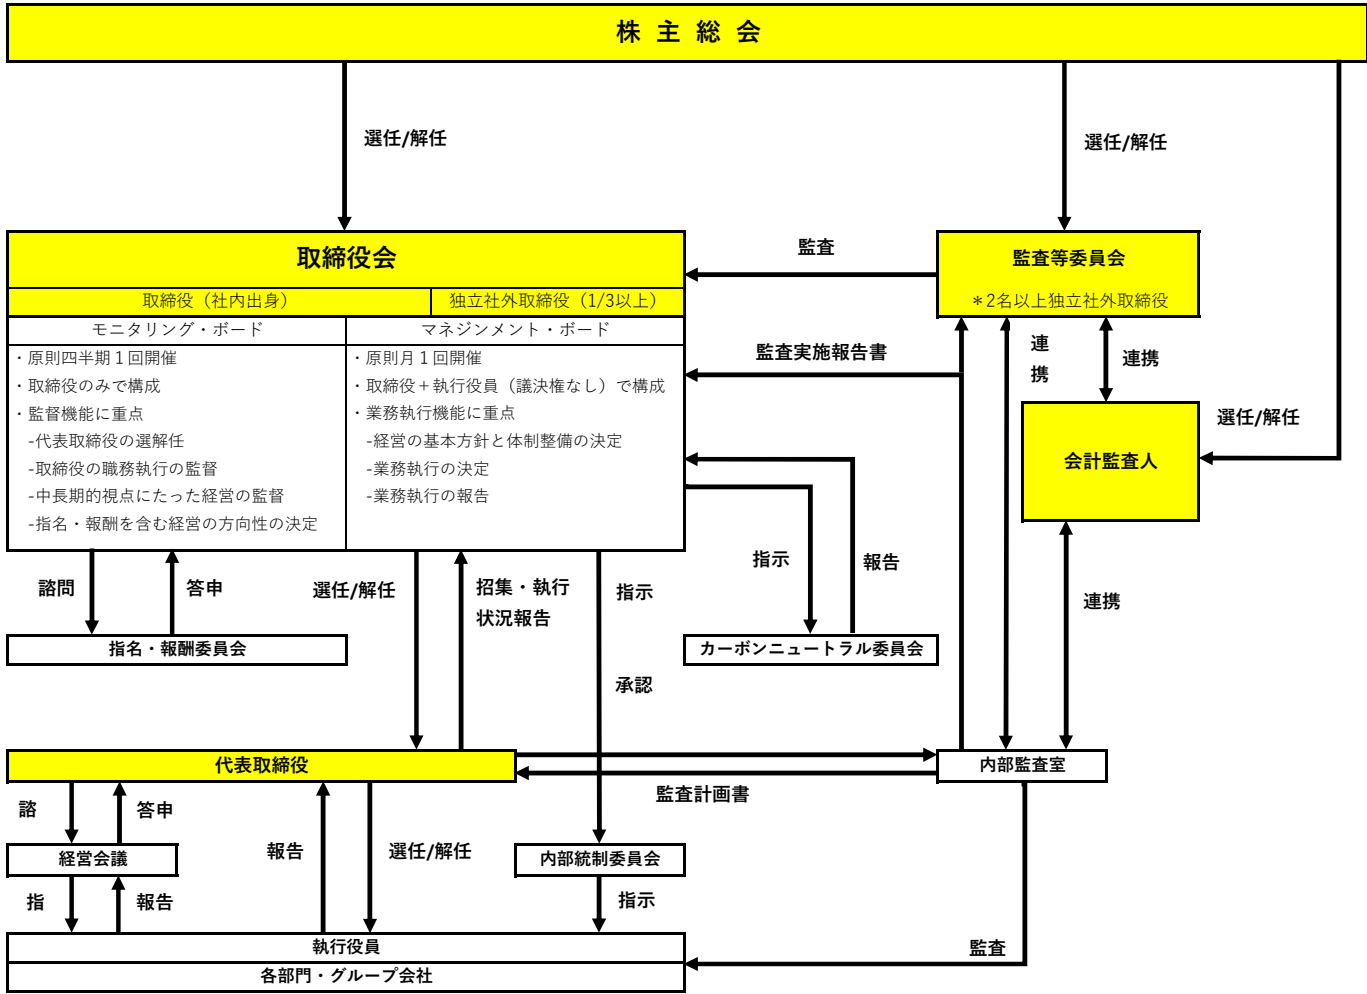 株 主 総 会
選任/解任
選任/解任
取締役会
監査
監査等委員会
取締役（社内出身）
独立社外取締役（1/3以上）
＊2名以上独立社外取締役
モニタリング・ボード
マネジンメント・ボード
・原則四半期１回開催
・取締役のみで構成
・監督機能に重点
-代表取締役の選解任
-取締役の職務執行の監督
-中長期的視点にたった経営の監督
-指名・報酬を含む経営の方向性の決定
・原則月１回開催
・取締役＋執行役員（議決権なし）で構成
・業務執行機能に重点
-経営の基本方針と体制整備の決定
-業務執行の決定
-業務執行の報告
監査実施報告書
連
携
連携
選任/解任
会計監査人
諮問
答申
選任/解任
招集・執行
状況報告
指示
指示
報告
連携
指名・報酬委員会
カーボンニュートラル委員会
承認
代表取締役
内部監査室
監査計画書
諮
答申
報告
選任/解任
経営会議
内部統制委員会
指
報告
指示
執行役員
監査
各部門・グループ会社